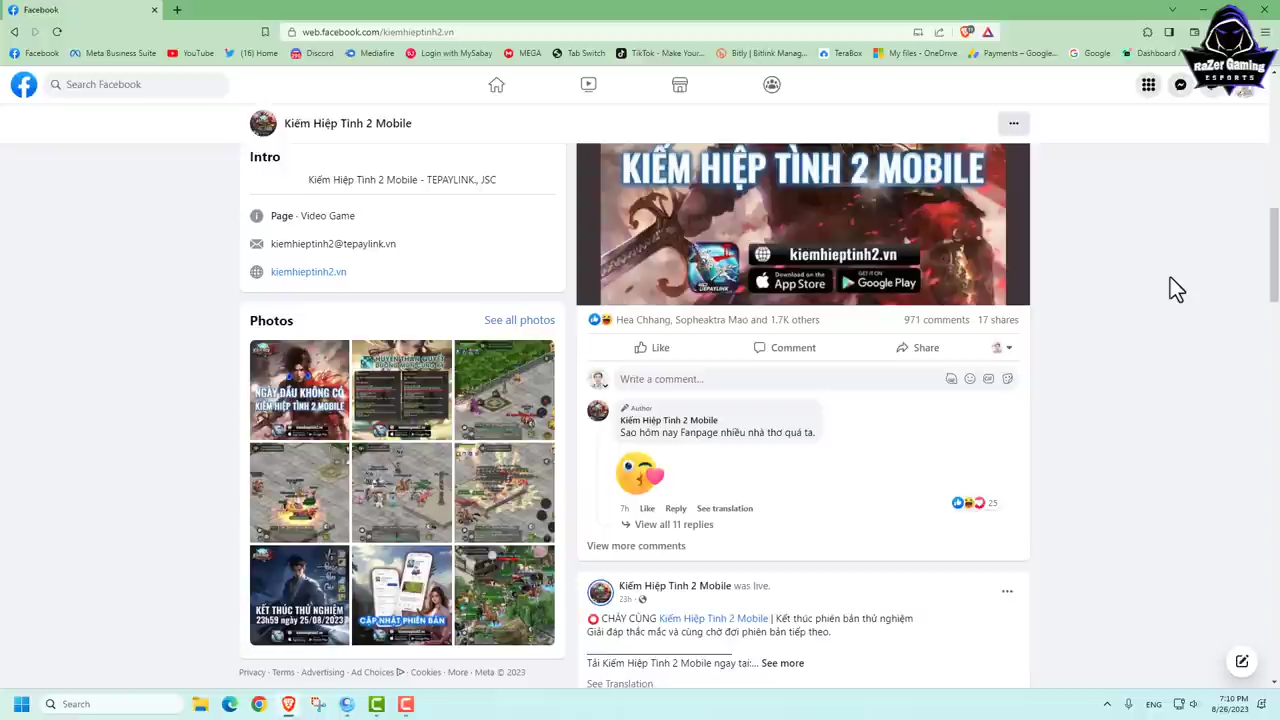 Facebook
web.facebook.com/kiemhieptinh2.vn
Facebook
Meta Business Suite
YouTube
(16) Home
Discord
Mediafire
Login with MySabay
MEGA
Tab Switch
TikTok - Make Your...
Bitly | Bitlink Manag...
TeraBox
My files - OneDrive
Payments – Google...
Google
Dashboard
RaZer Gaming
ESPORTS
Search Facebook
Kiếm Hiệp Tình 2 Mobile
Intro
Kiếm Hiệp Tình 2 Mobile - TEPAYLINK., JSC
Page · Video Game
kiemhieptinh2@tepaylink.vn
kiemhieptinh2.vn
Photos
See all photos
NGÀY ĐẦU KHÔNG CÓ
KIẾM HIỆP TÌNH 2 MOBILE
KẾT THÚC THỬ NGHIỆM
23h59 ngày 25/08/2023
CẬP NHẬT PHIÊN BẢN
Privacy · Terms · Advertising · Ad Choices · Cookies · More · Meta © 2023
KIẾM HIỆP TÌNH 2 MOBILE
kiemhieptinh2.vn
Download on the
App Store
GET IT ON
Google Play
Hea Chhang, Sopheaktra Mao and 1.7K others
971 comments
17 shares
Like
Comment
Share
Write a comment...
Author
Kiếm Hiệp Tình 2 Mobile
Sao hôm nay Fanpage nhiều nhà thơ quá ta.
25
7h Like Reply See translation
View all 11 replies
View more comments
Kiếm Hiệp Tình 2 Mobile was live.
23h ·
CHÁY CÙNG Kiếm Hiệp Tình 2 Mobile | Kết thúc phiên bản thử nghiệm
Giải đáp thắc mắc và cùng chờ đợi phiên bản tiếp theo.
Tải Kiếm Hiệp Tình 2 Mobile ngay tại:... See more
See Translation
Search
ENG
7:10 PM
8/26/2023